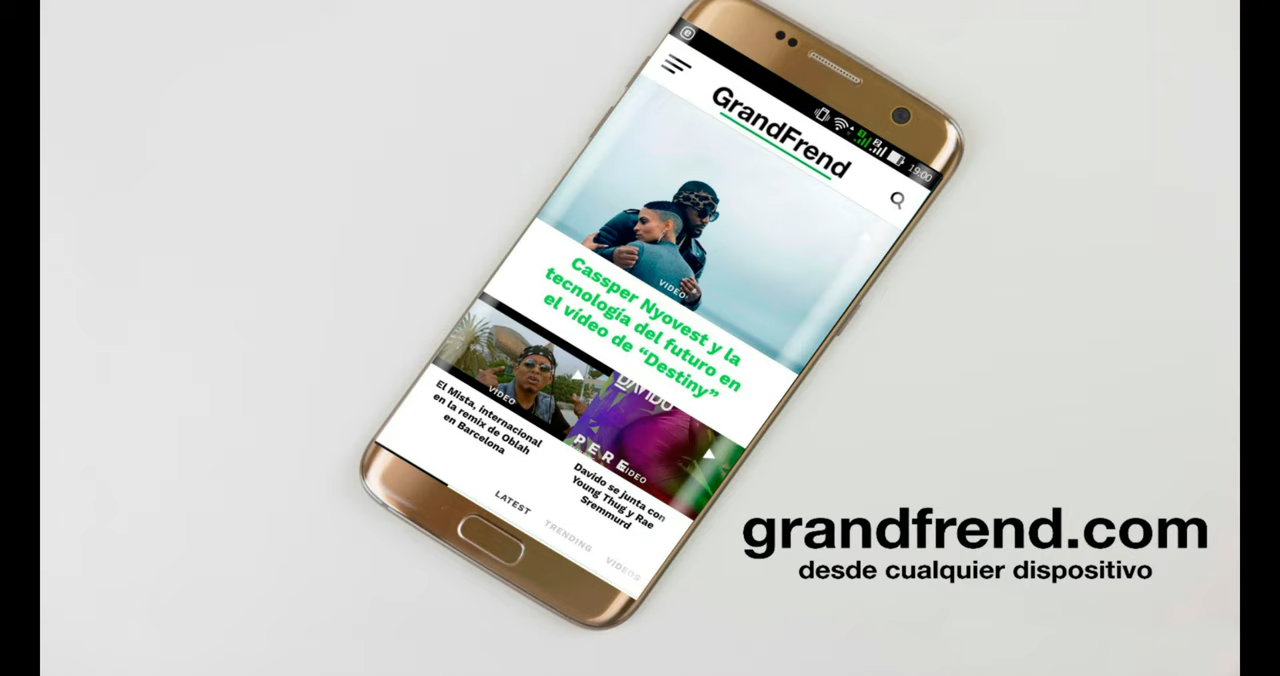 19:00
GrandFrend
VIDEO
Cassper Nyovest y la
tecnología del futuro en
el vídeo de “Destiny”
VIDEO
El Mista, internacional
en la remix de Oblah
en Barcelona
DAVIDO
PERE
VIDEO
Davido se junta con
Young Thug y Rae
Sremmurd
LATEST
TRENDING
VIDEOS
grandfrend.com
desde cualquier dispositivo